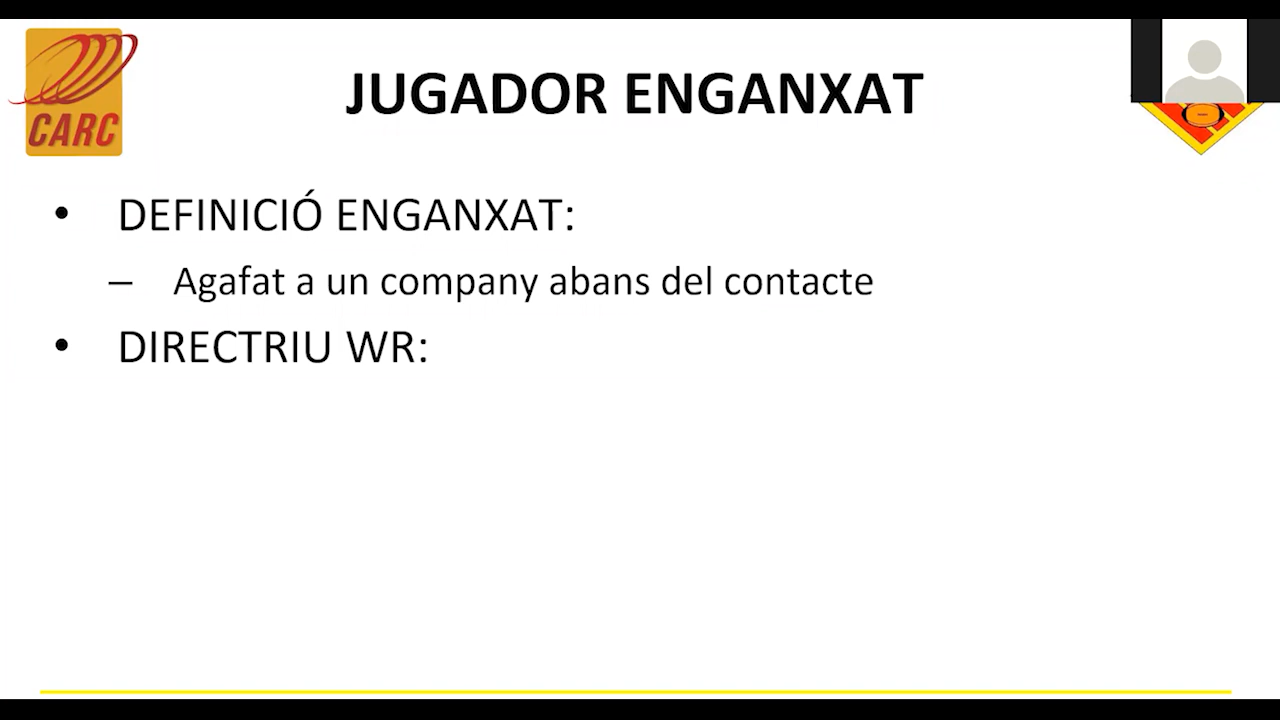 CARC
JUGADOR ENGANXAT
• DEFINICIÓ ENGANXAT:
– Agafat a un company abans del contacte
• DIRECTRIU WR: